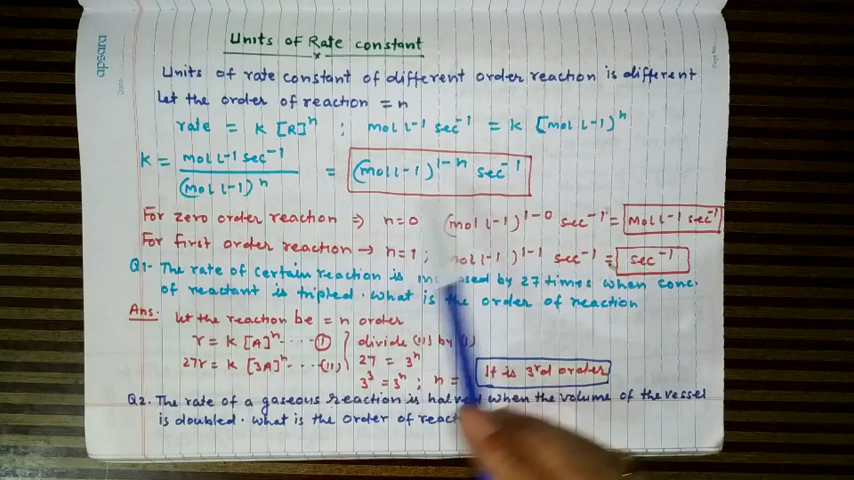 apsara
Units of Rate constant
Units of rate constant of different order reaction is different
Let the order of reaction = n
rate = K [R]ⁿ ; mol L-1 sec⁻¹ = K [mol L-1)ⁿ
K = mol L-1 sec⁻¹ / (mol L-1)ⁿ = (mol L-1)¹⁻ⁿ sec⁻¹
For zero order reaction ⇒ n=0 (mol L-1)¹⁻⁰ sec⁻¹ = mol L-1 sec⁻¹
For first order reaction → n=1; mol L-1)¹⁻¹ sec⁻¹ = sec⁻¹
Q1- The rate of certain reaction is by 27 times when conc.
of reactant is tripled. what is the order of reaction
Ans. Let the reaction be = n order
r = K [A]ⁿ ---- (1) divide (11) by
27r = K [3A]ⁿ --- (11) 27 = 3ⁿ
3³ = 3ⁿ ; n = It is 3rd order
Q2. The rate of a gaseous reaction is when the volume of the vessel
is doubled. what is the order of